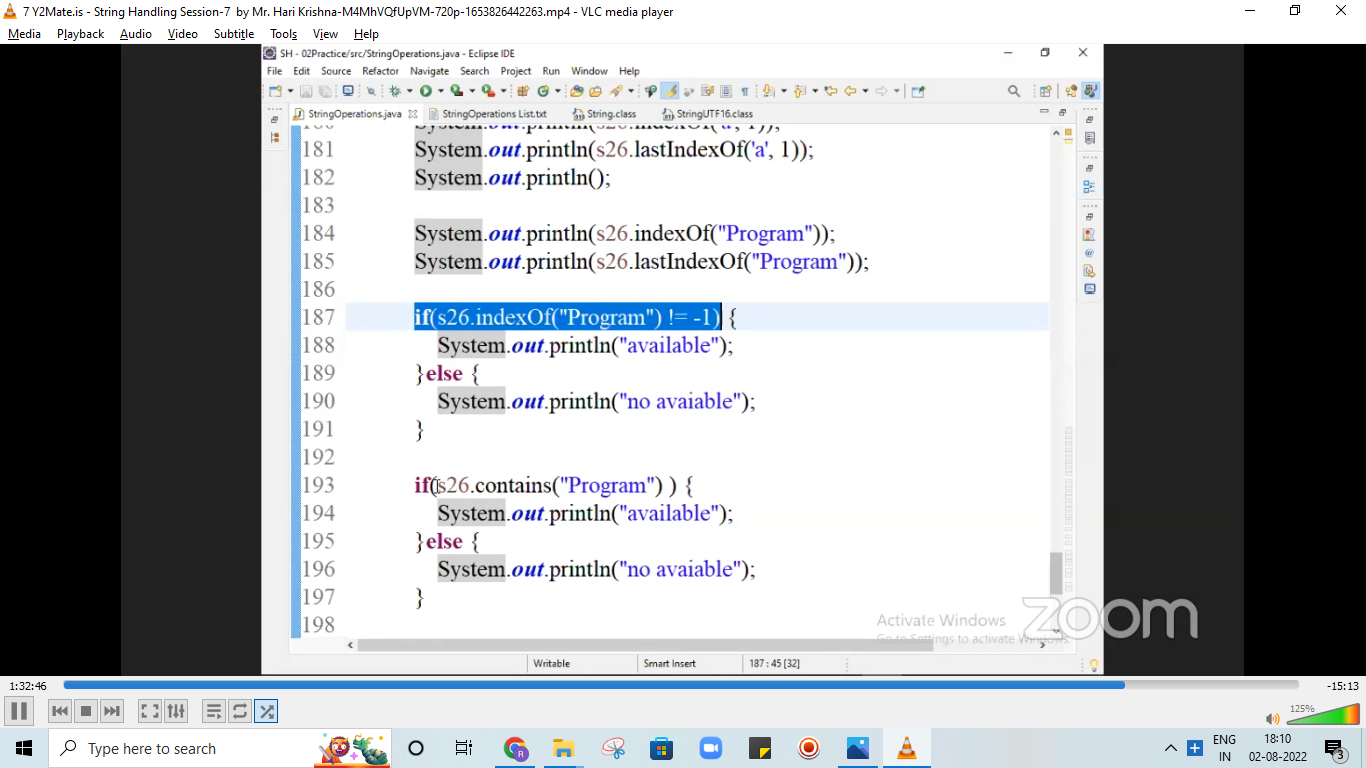 7 Y2Mate.is - String Handling Session-7 by Mr. Hari Krishna-M4MhVQfUpVM-720p-1653826442263.mp4 - VLC media player
Media Playback Audio Video Subtitle Tools View Help
SH - 02Practice/src/StringOperations.java - Eclipse IDE
File Edit Source Refactor Navigate Search Project Run Window Help
StringOperations.java StringOperations List.txt String.class StringUTF16.class
180 System.out.println(s26.indexOf('a', 1));
181 System.out.println(s26.lastIndexOf('a', 1));
182 System.out.println();
183
184 System.out.println(s26.indexOf("Program"));
185 System.out.println(s26.lastIndexOf("Program"));
186
187 if(s26.indexOf("Program") != -1) {
188 System.out.println("available");
189 }else {
190 System.out.println("no avaiable");
191 }
192
193 if(s26.contains("Program") ) {
194 System.out.println("available");
195 }else {
196 System.out.println("no avaiable");
197 }
198
Activate Windows
Go to Settings to activate Windows.
zoom
Writable Smart Insert 187 : 45 [32]
1:32:46 -15:13
125%
Type here to search
R
ENG
IN
18:10
02-08-2022
3